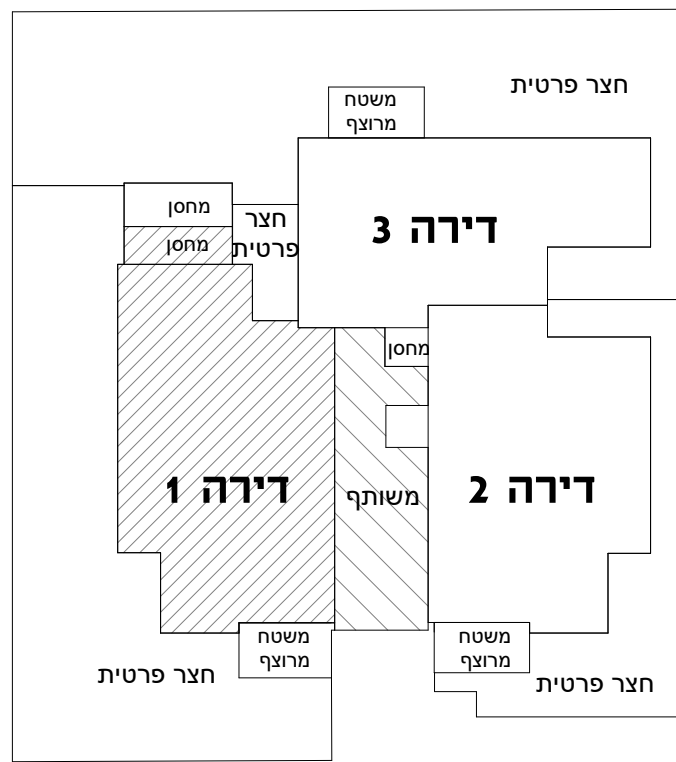 חצר פרטית
משטח
מרוצף
מחסן
חצר
פרטית
דירה 3
מחסן
מחסן
דירה 1
משותף
דירה 2
משטח
מרוצף
משטח
מרוצף
חצר פרטית
חצר פרטית